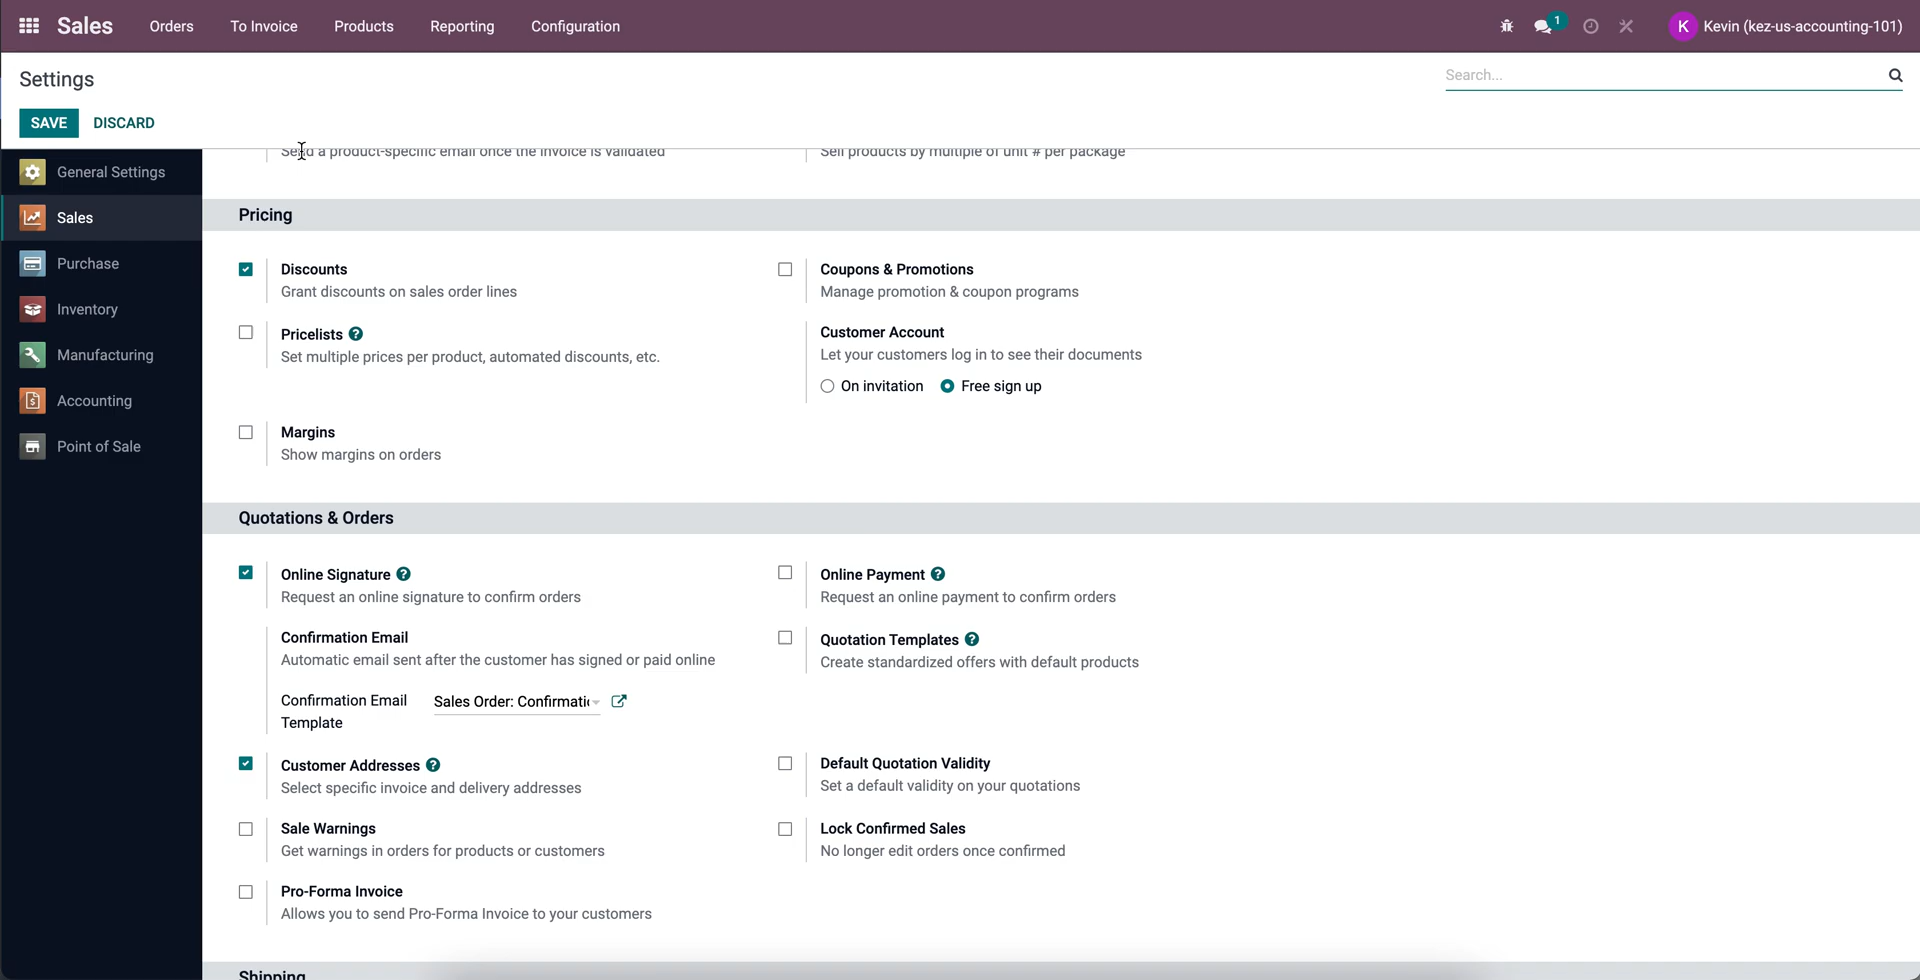 Sales
Orders
To Invoice
Products
Reporting
Configuration
1
K
Kevin (kez-us-accounting-101)
Settings
Search...
SAVE
DISCARD
General Settings
Sales
Purchase
Inventory
Manufacturing
Accounting
Point of Sale
Send a product-specific email once the invoice is validated
Sell products by multiple of unit # per package
Pricing
Discounts
Grant discounts on sales order lines
Coupons & Promotions
Manage promotion & coupon programs
Pricelists ?
Set multiple prices per product, automated discounts, etc.
Customer Account
Let your customers log in to see their documents
On invitation
Free sign up
Margins
Show margins on orders
Quotations & Orders
Online Signature ?
Request an online signature to confirm orders
Online Payment ?
Request an online payment to confirm orders
Confirmation Email
Automatic email sent after the customer has signed or paid online
Quotation Templates ?
Create standardized offers with default products
Confirmation Email
Template
Sales Order: Confirmati
Customer Addresses ?
Select specific invoice and delivery addresses
Default Quotation Validity
Set a default validity on your quotations
Sale Warnings
Get warnings in orders for products or customers
Lock Confirmed Sales
No longer edit orders once confirmed
Pro-Forma Invoice
Allows you to send Pro-Forma Invoice to your customers
Shipping